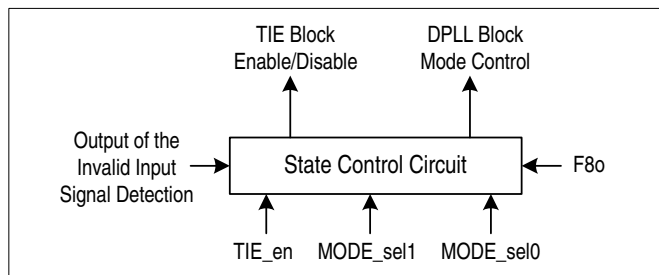 TIE Block
Enable/Disable
DPLL Block
Mode Control
Output of the
Invalid Input
Signal Detection
State Control Circuit
F8o
TIE_en
MODE_sel1
MODE_sel0